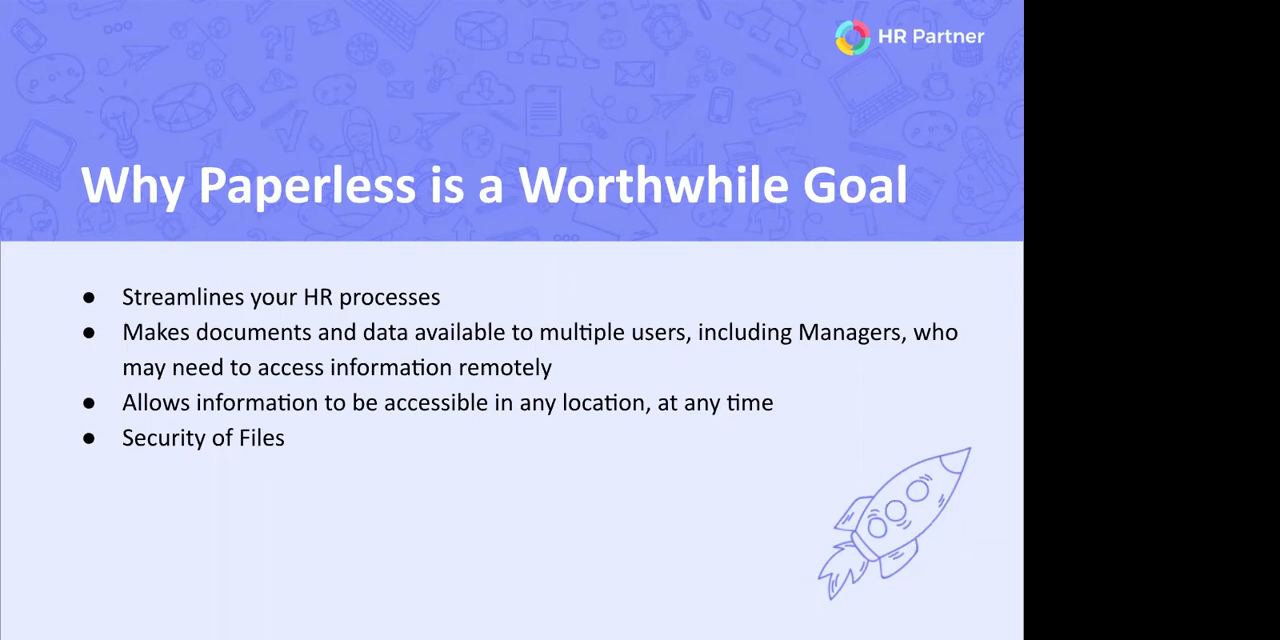 HR Partner
Why Paperless is a Worthwhile Goal
● Streamlines your HR processes
● Makes documents and data available to multiple users, including Managers, who
may need to access information remotely
● Allows information to be accessible in any location, at any time
● Security of Files